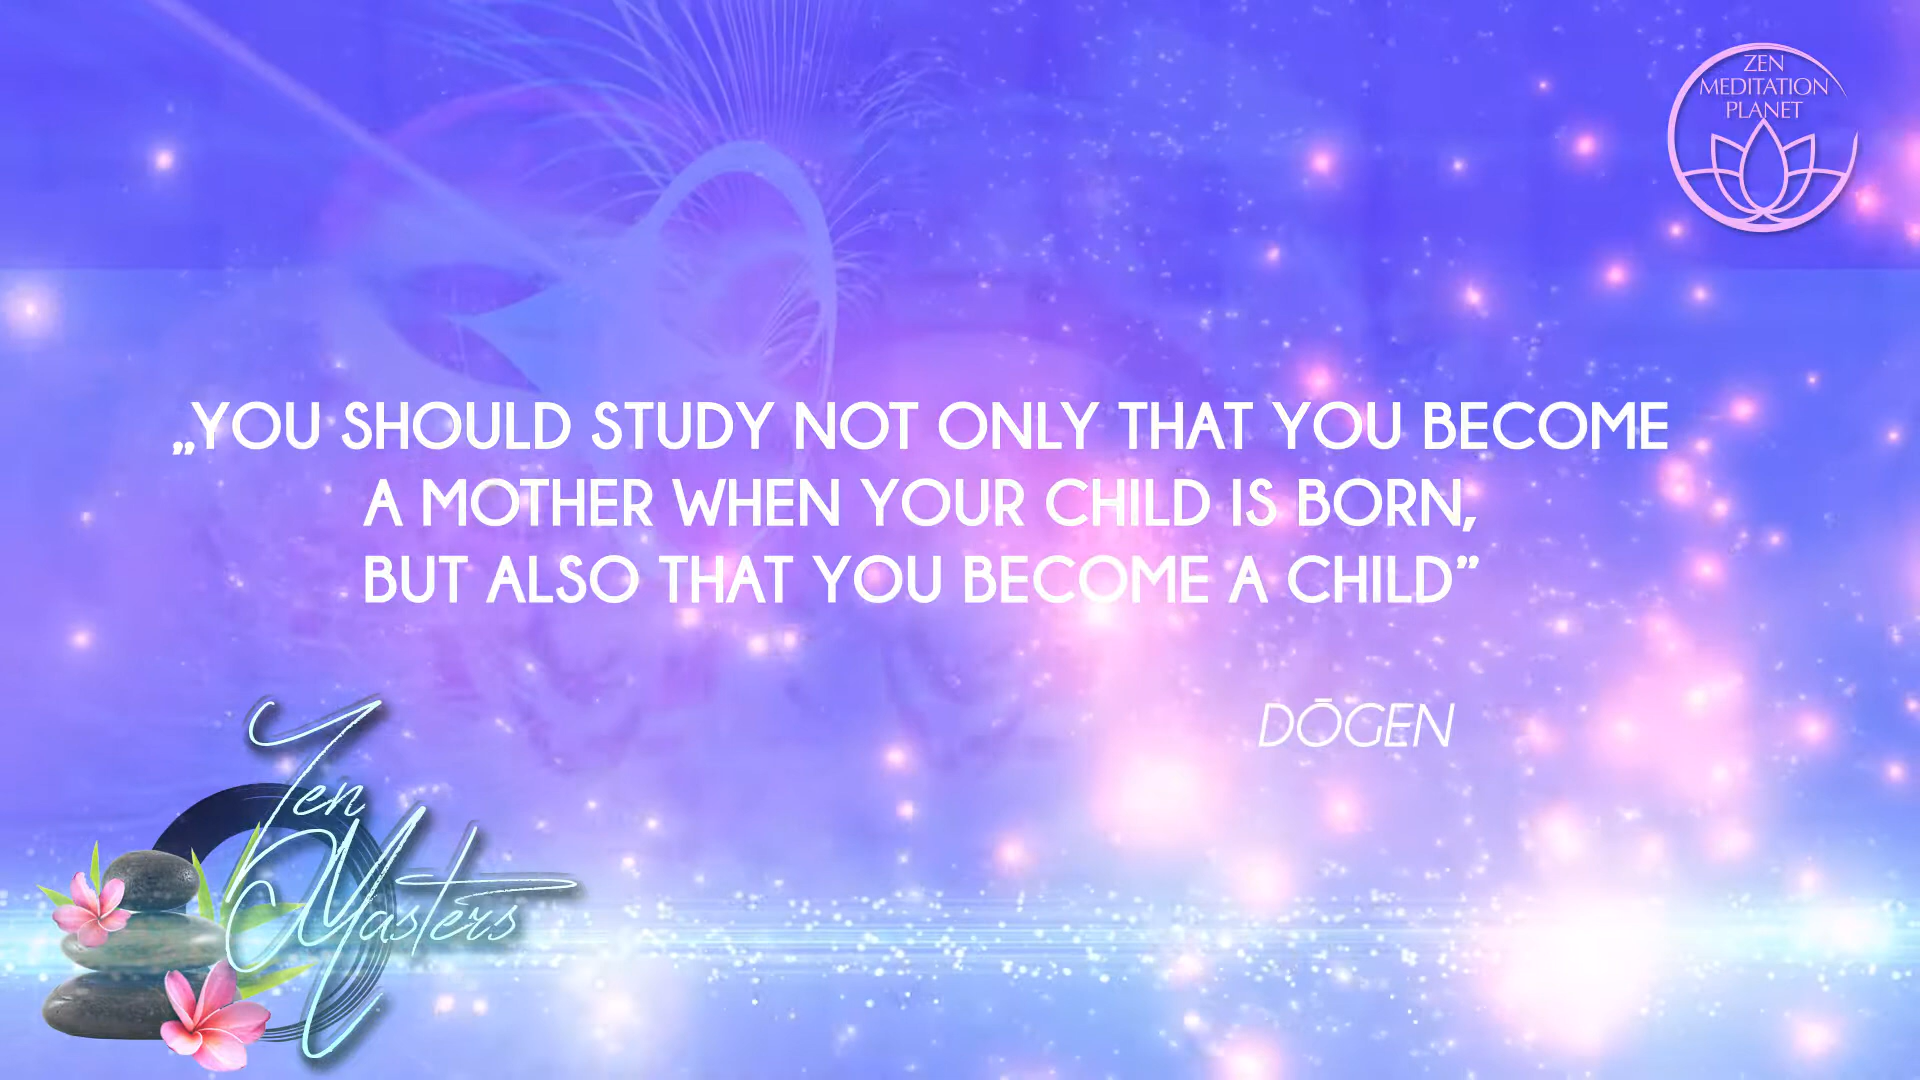 ZEN
MEDITATION
PLANET
„YOU SHOULD STUDY NOT ONLY THAT YOU BECOME
A MOTHER WHEN YOUR CHILD IS BORN,
BUT ALSO THAT YOU BECOME A CHILD”
DŌGEN
Zen
Masters